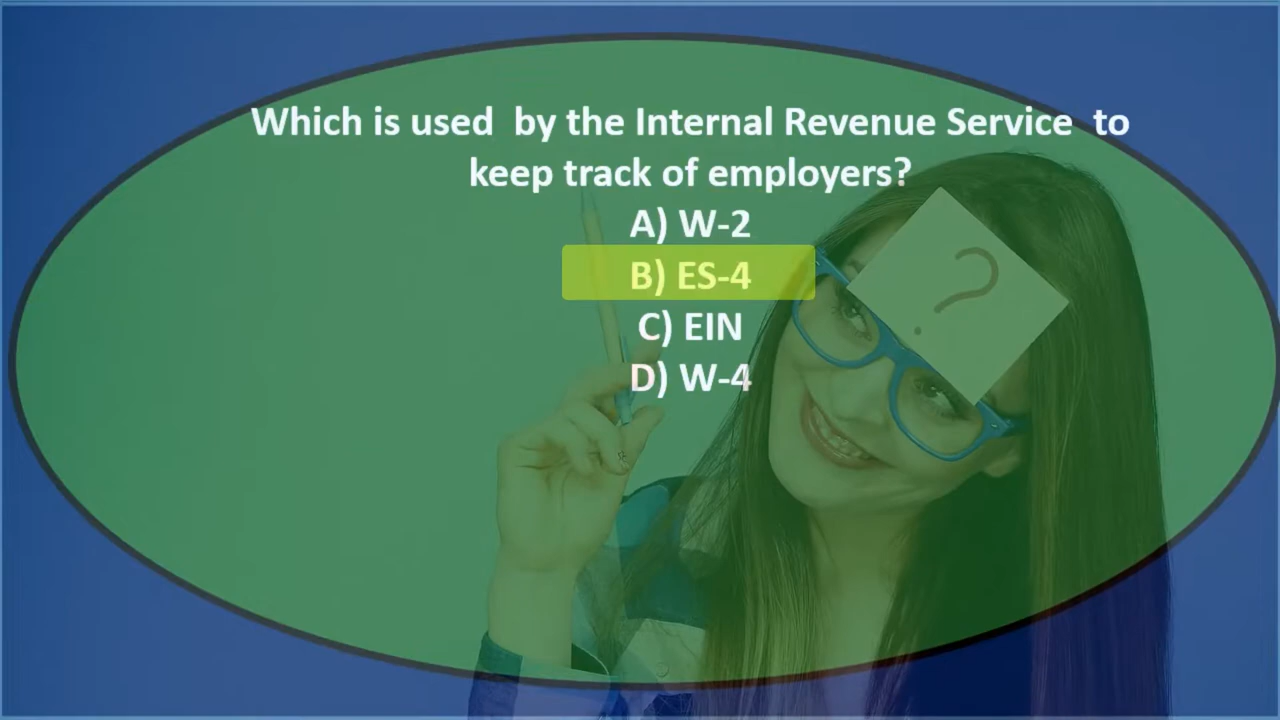 Which is used by the Internal Revenue Service to
keep track of employers?
A) W-2
B) ES-4
C) EIN
D) W-4
?